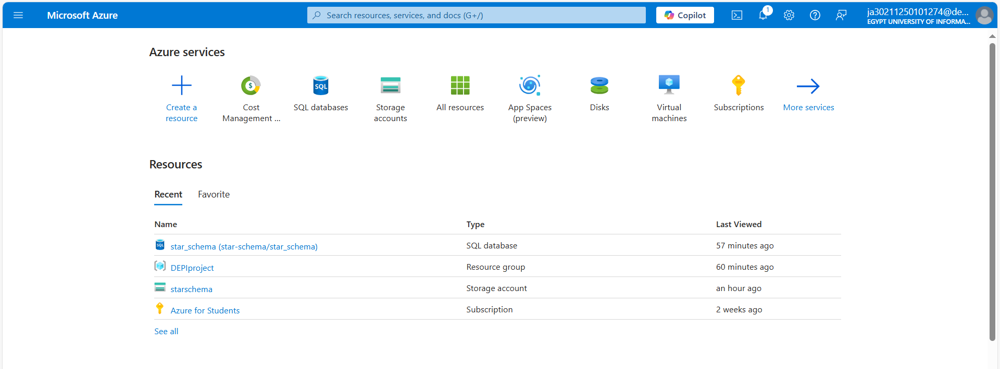 Microsoft Azure
Search resources, services, and docs (G+/)
Copilot
1
ja30211250101274@de...
EGYPT UNIVERSITY OF INFORMA...
Azure services
Create a resource
$
Cost Management ...
SQL
SQL databases
Storage accounts
All resources
App Spaces (preview)
Disks
Virtual machines
Subscriptions
More services
Resources
Recent Favorite
Name Type Last Viewed
SQL star_schema (star-schema/star_schema) SQL database 57 minutes ago
DEPIproject Resource group 60 minutes ago
starschema Storage account an hour ago
Azure for Students Subscription 2 weeks ago
See all